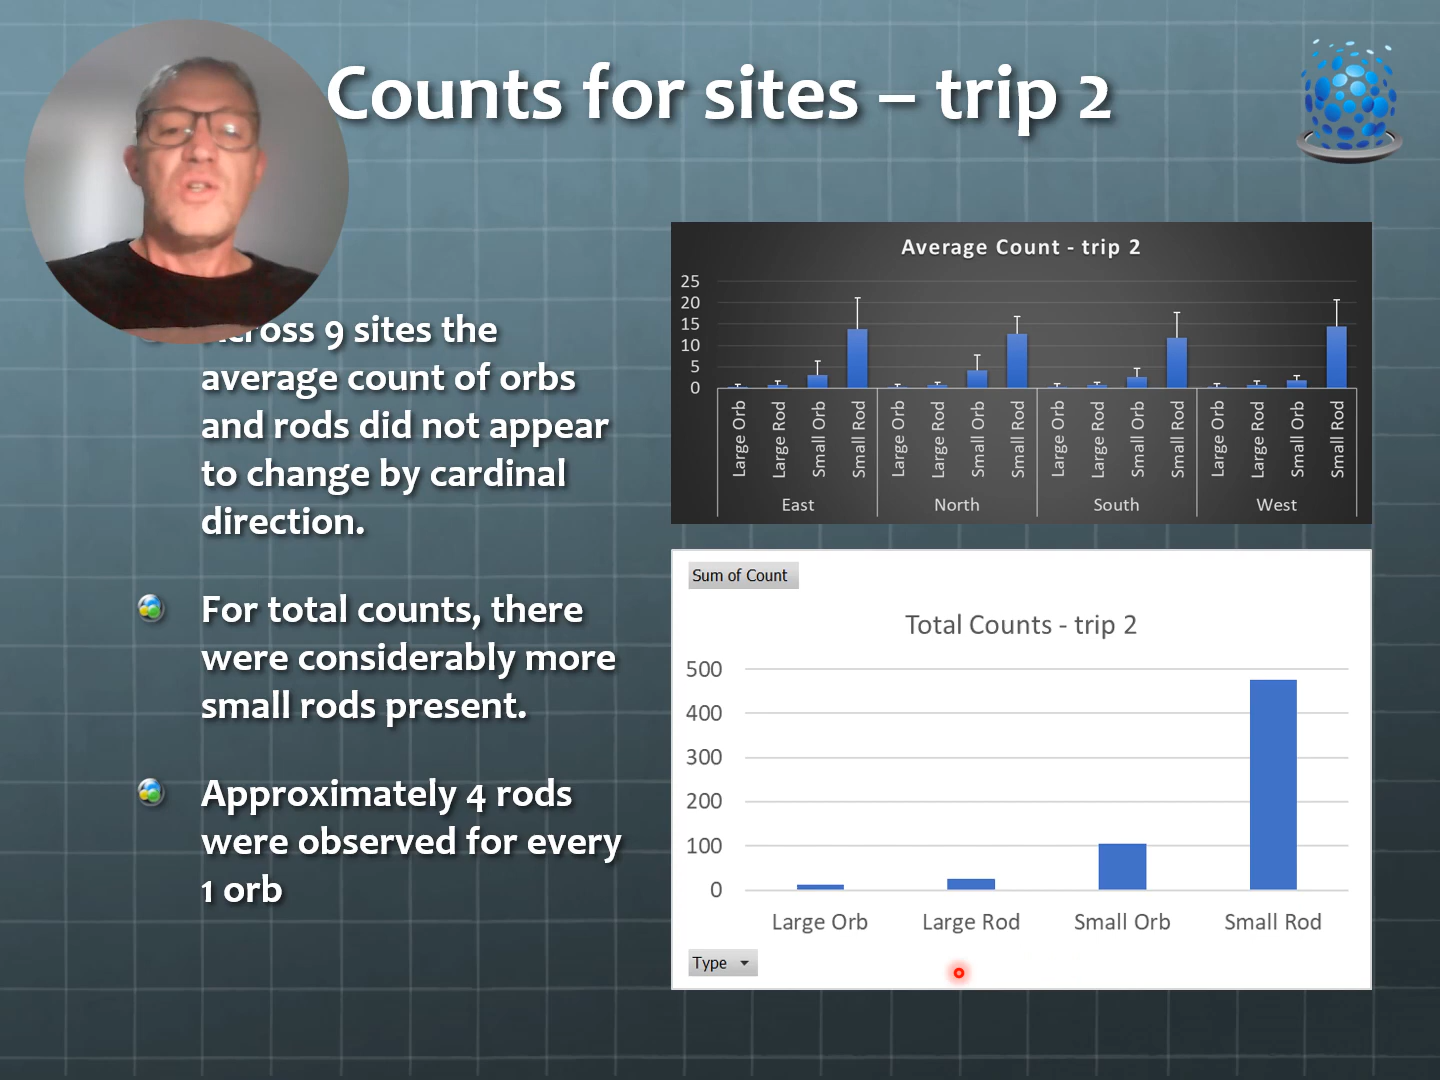 Counts for sites – trip 2
9 sites the
average count of orbs
and rods did not appear
to change by cardinal
direction.
For total counts, there
were considerably more
small rods present.
Approximately 4 rods
were observed for every
1 orb
Average Count - trip 2
25
20
15
10
5
0
Large Orb
Large Rod
Small Orb
Small Rod
Large Orb
Large Rod
Small Orb
Small Rod
Large Orb
Large Rod
Small Orb
Small Rod
Large Orb
Large Rod
Small Orb
Small Rod
East
North
South
West
Sum of Count
Total Counts - trip 2
500
400
300
200
100
0
Large Orb
Large Rod
Small Orb
Small Rod
Type